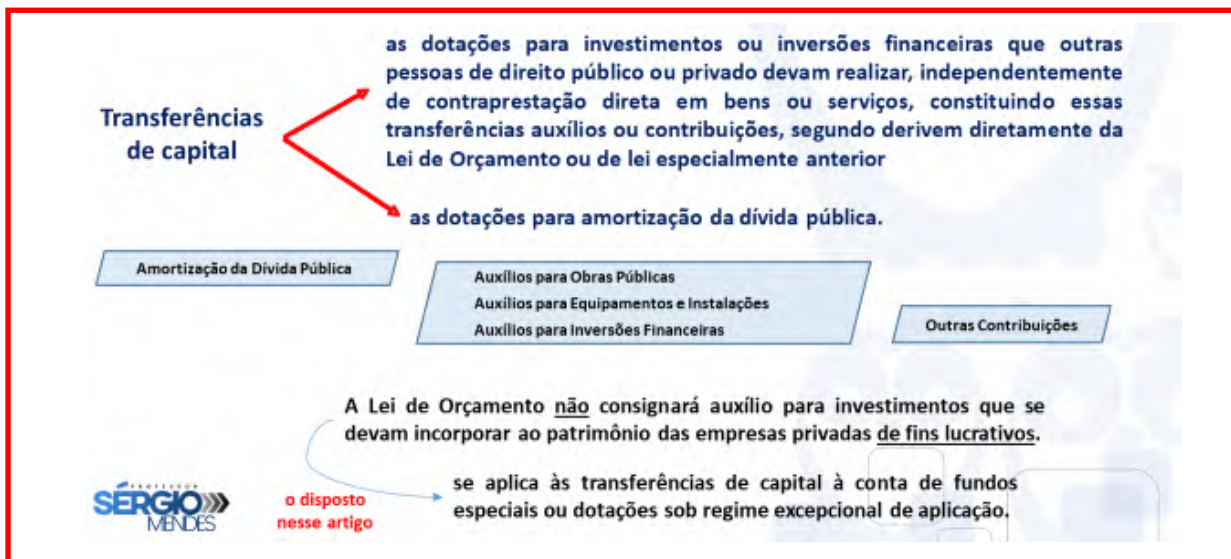 as dotações para investimentos ou inversões financeiras que outras
pessoas de direito público ou privado devam realizar, independentemente
de contraprestação direta em bens ou serviços, constituindo essas
transferências auxílios ou contribuições, segundo derivem diretamente da
Lei de Orçamento ou de lei especialmente anterior
Transferências
de capital
as dotações para amortização da dívida pública.
Amortização da Dívida Pública
Auxílios para Obras Públicas
Auxílios para Equipamentos e Instalações
Auxílios para Inversões Financeiras
Outras Contribuições
A Lei de Orçamento não consignará auxílio para investimentos que se
devam incorporar ao patrimônio das empresas privadas de fins lucrativos.
o disposto
nesse artigo
se aplica às transferências de capital à conta de fundos
especiais ou dotações sob regime excepcional de aplicação.
PROFESSOR
SÉRGIO
MENDES